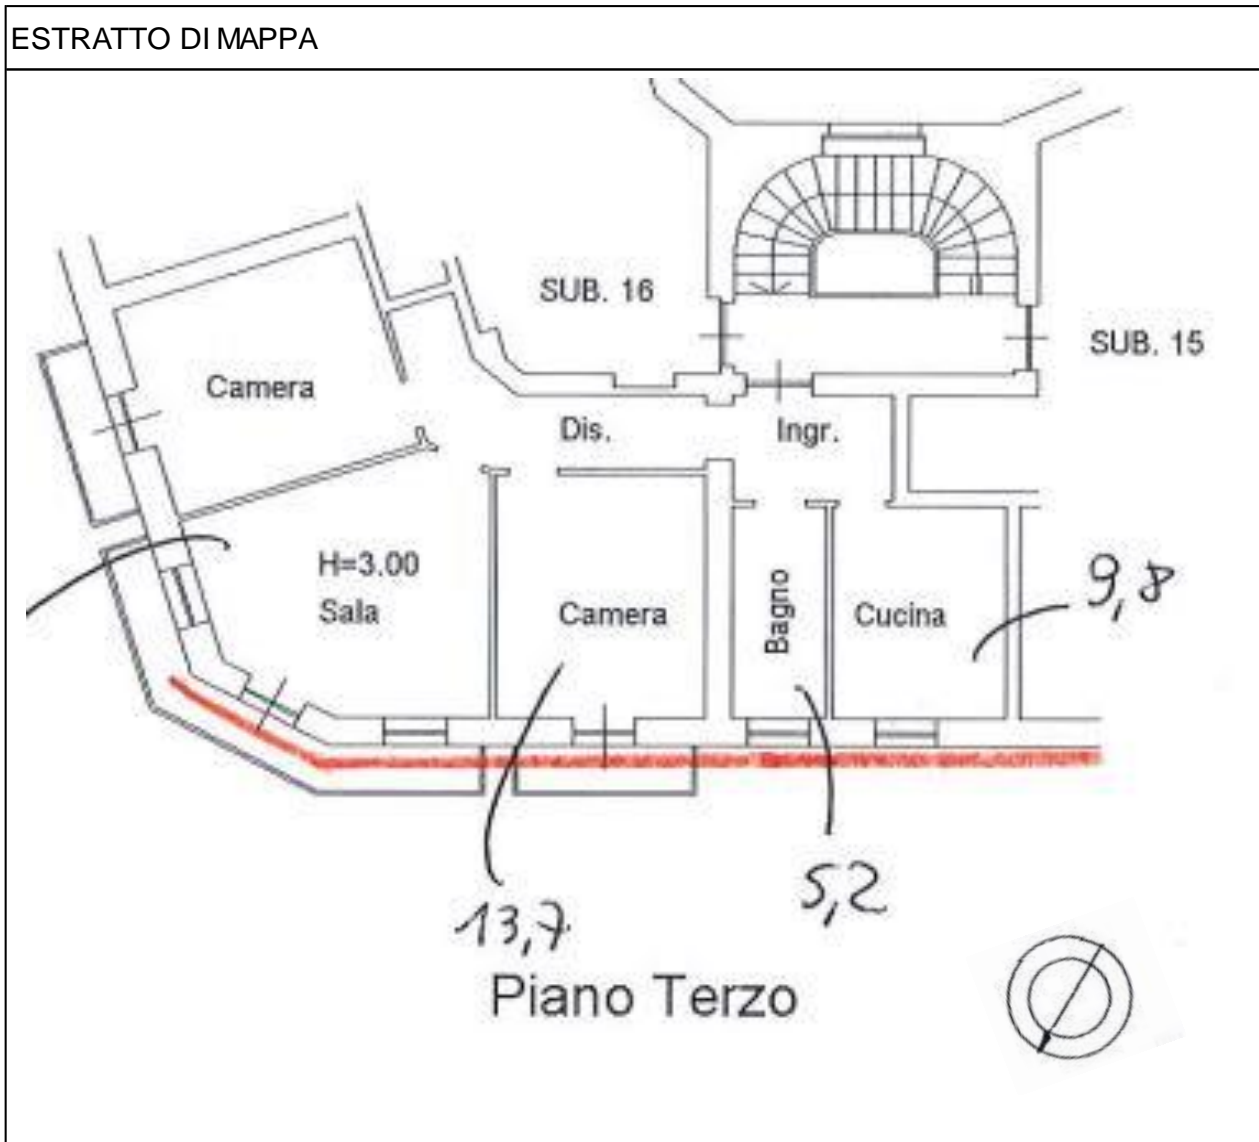 ESTRATTO DI MAPPA
SUB. 16
SUB. 15
Camera
Dis.
Ingr.
H=3.00
Sala
Camera
Bagno
Cucina
9,8
13,7
5,2
Piano Terzo